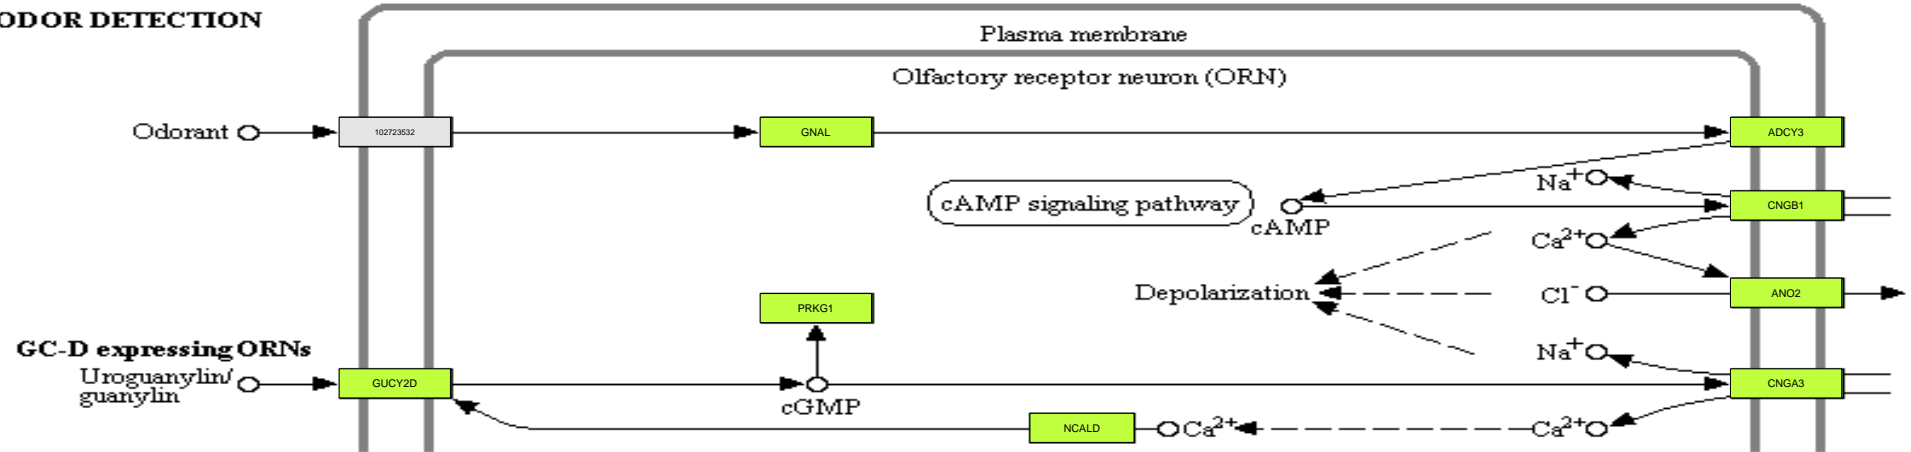 ODOR DETECTION
Plasma membrane
Olfactory receptor neuron (ORN)
Odorant
102723532
GNAL
ADCY3
Na+
cAMP signaling pathway
CNGB1
cAMP
Ca2+
Depolarization
Cl-
ANO2
PRKG1
GC-D expressing ORNs
Na+
Uroguanylin/
guanylin
GUCY2D
CNGA3
cGMP
NCALD
Ca2+
Ca2+